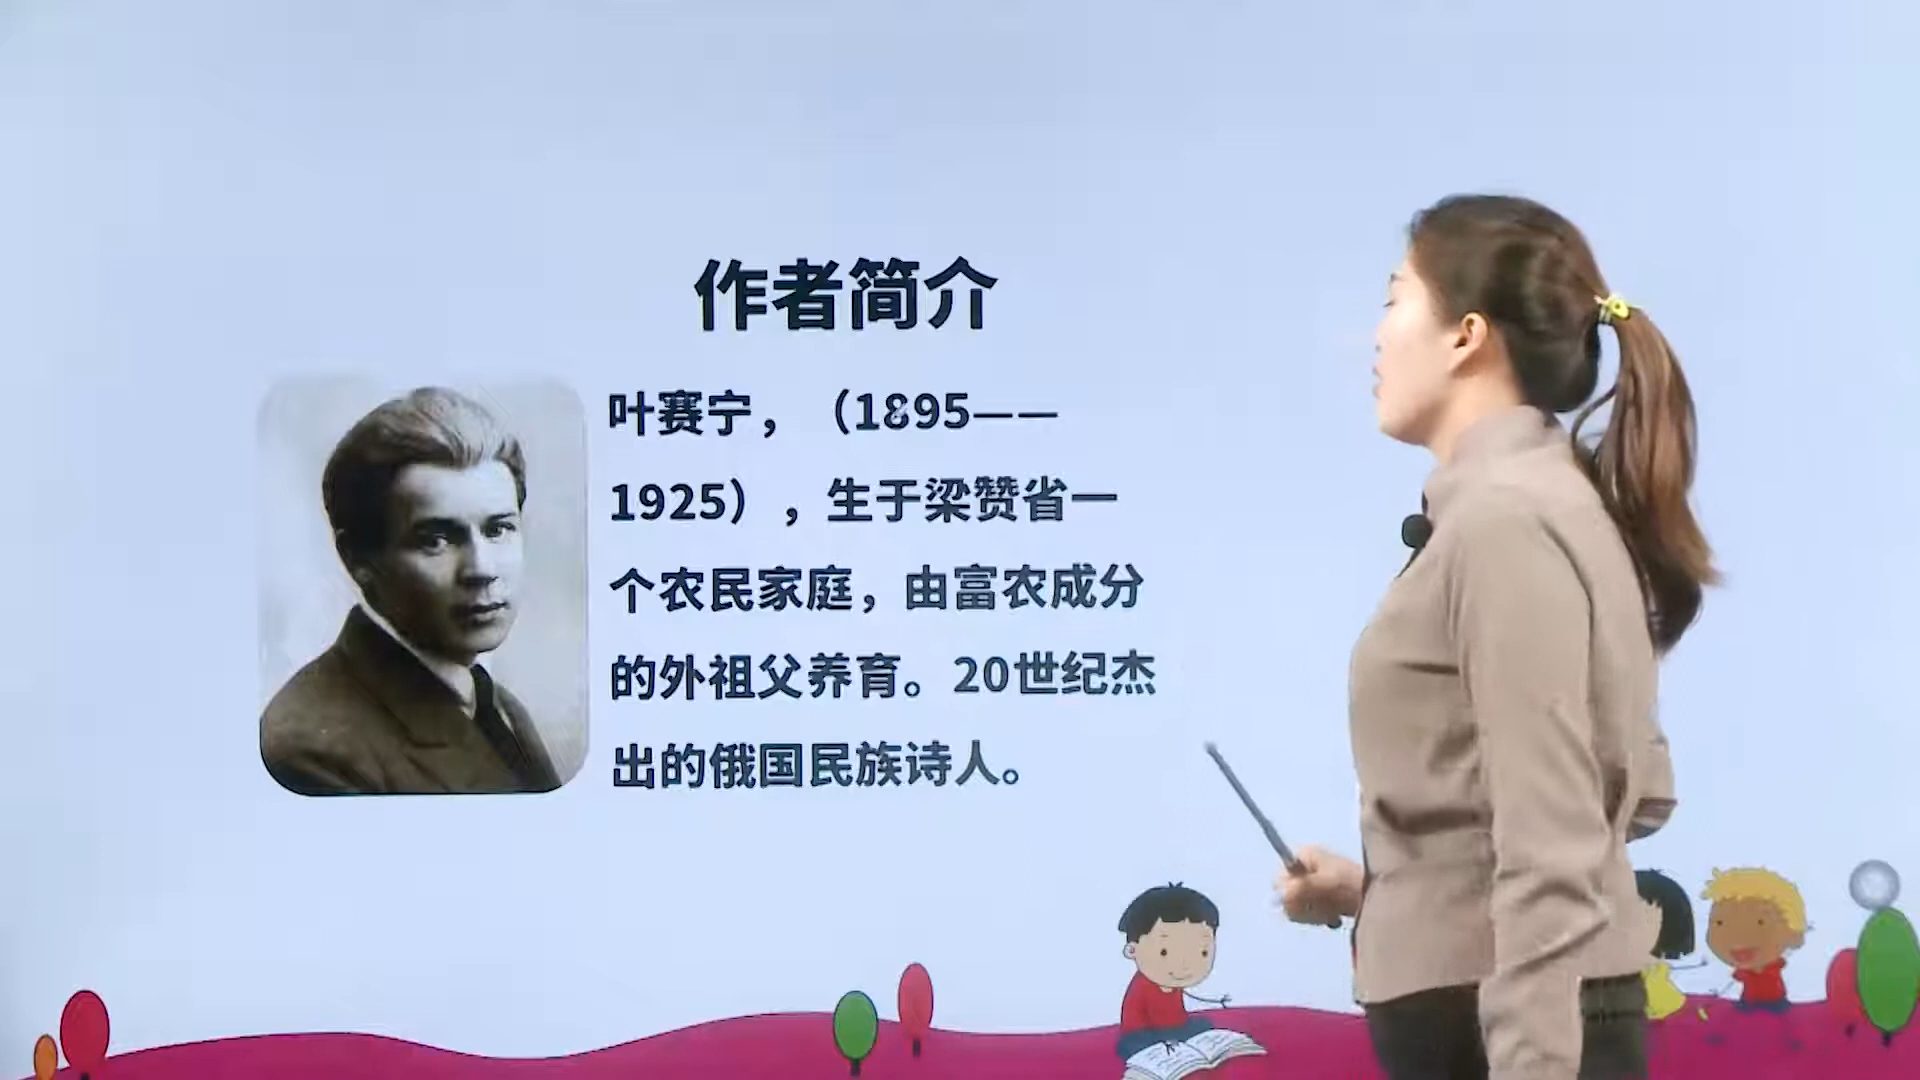 作者简介
叶赛宁，（1895——
1925），生于梁赞省一
个农民家庭，由富农成分
的外祖父养育。20世纪杰
出的俄国民族诗人。